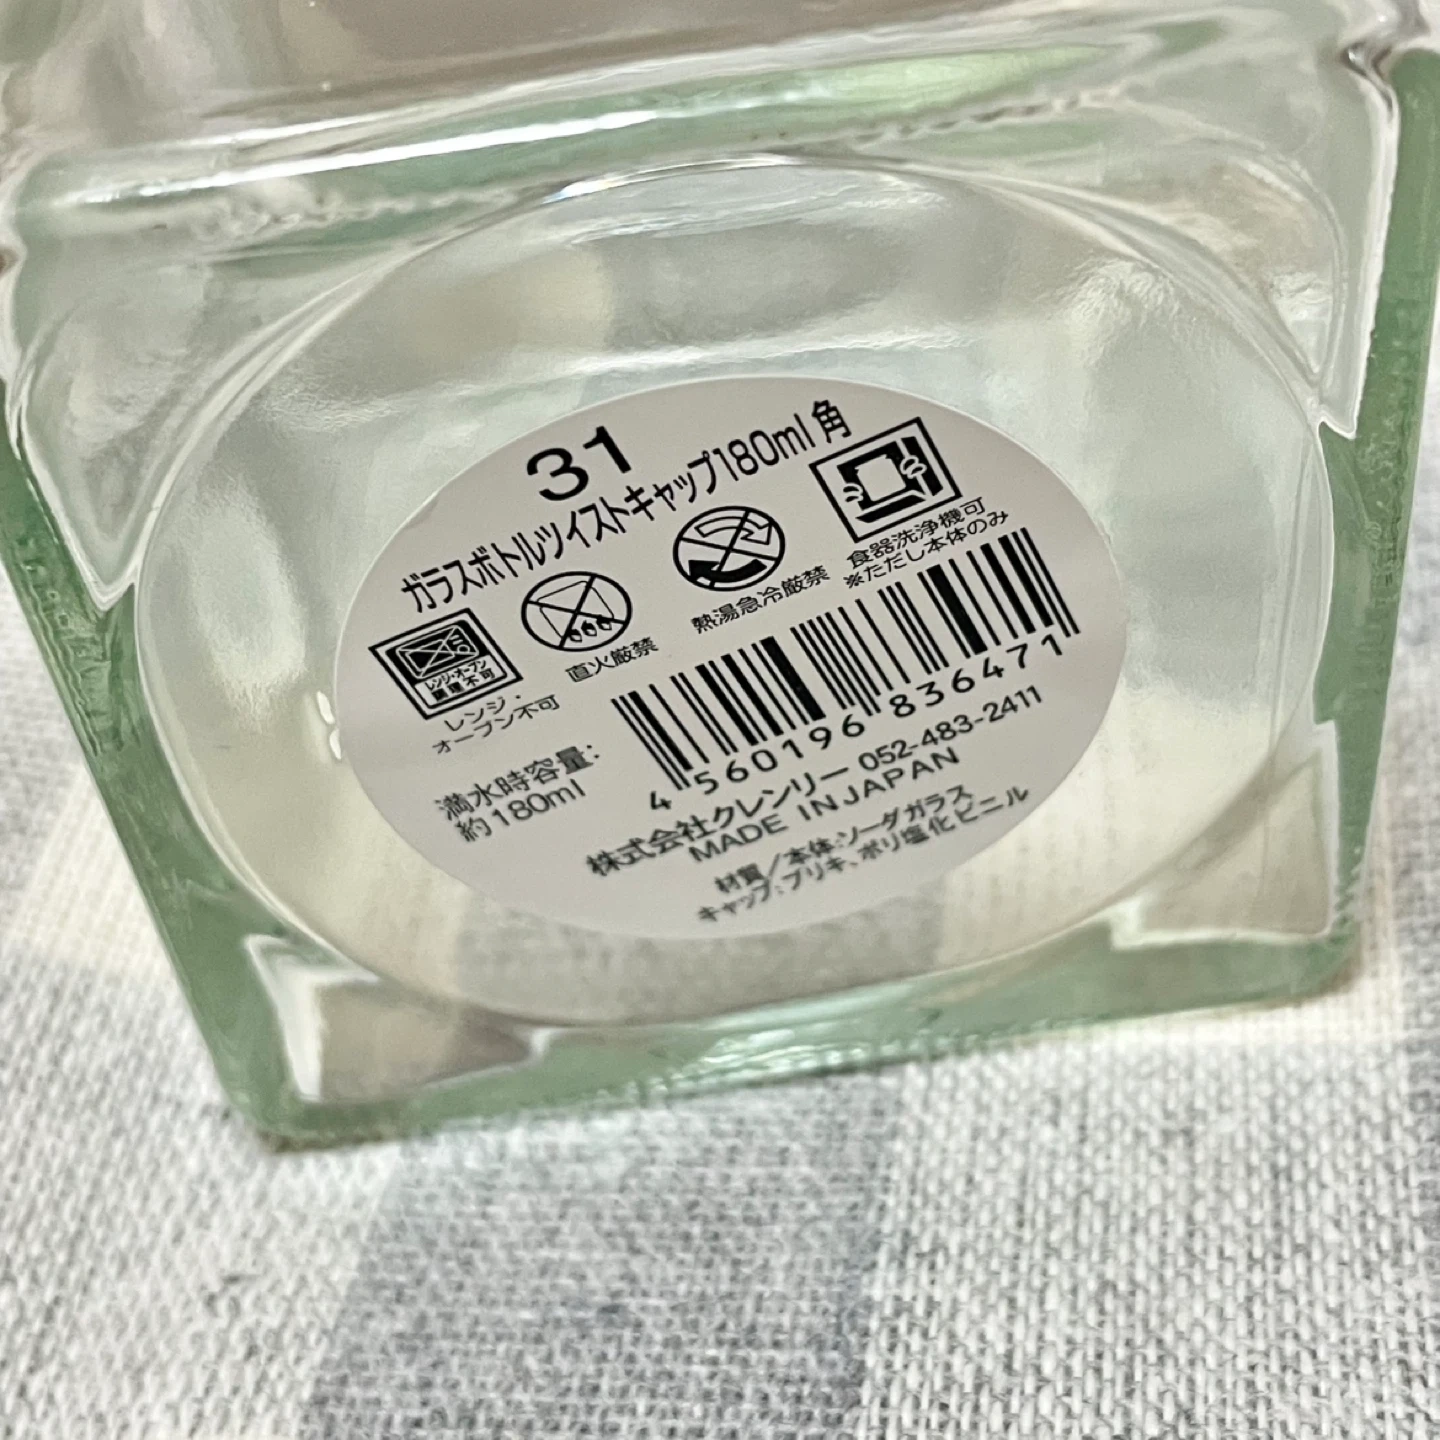 31
ガラスボトルツイストキャップ180ml 角
レンジ・オーブン
調理不可
レンジ・
オーブン不可
直火厳禁
熱湯急冷厳禁
食器洗浄機可
※ただし本体のみ
満水時容量:
約180ml
4 560196 836471
株式会社クレンリー 052-483-2411
MADE IN JAPAN
材質/本体:ソーダガラス
キャップ:ブリキ、ポリ塩化ビニル